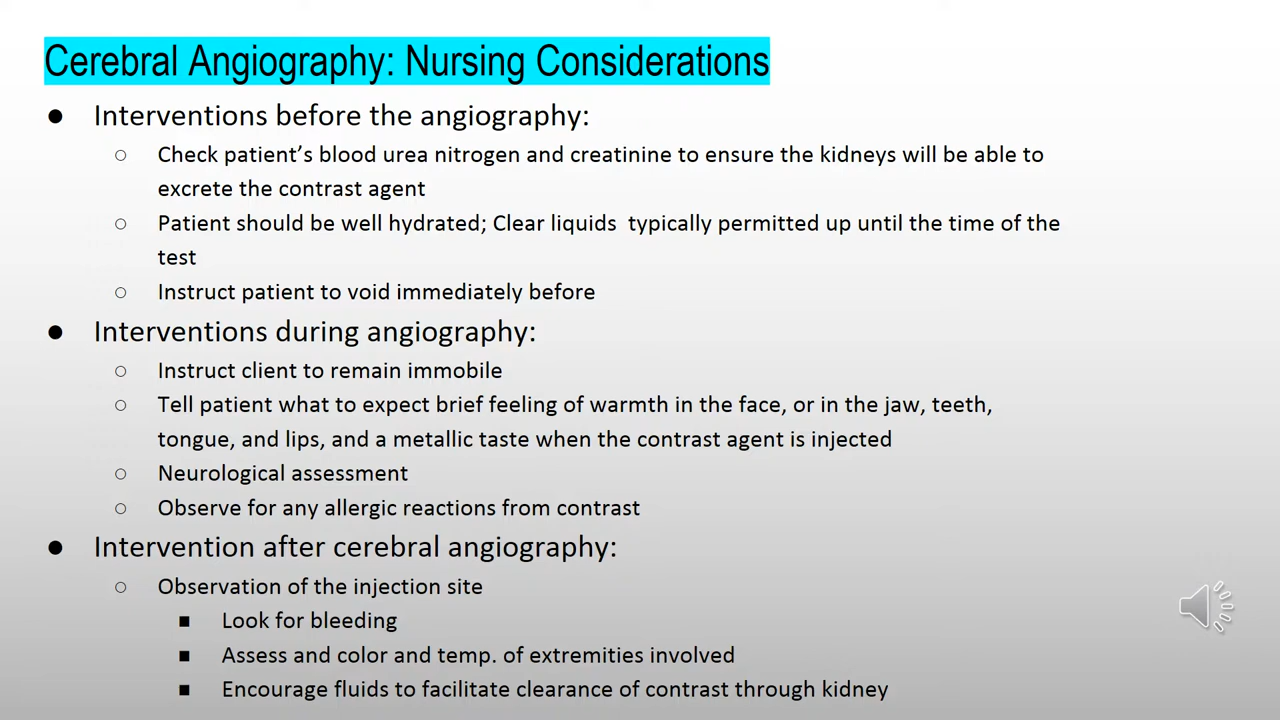 Cerebral Angiography: Nursing Considerations
● Interventions before the angiography:
○ Check patient's blood urea nitrogen and creatinine to ensure the kidneys will be able to
excrete the contrast agent
○ Patient should be well hydrated; Clear liquids  typically permitted up until the time of the
test
○ Instruct patient to void immediately before
● Interventions during angiography:
○ Instruct client to remain immobile
○ Tell patient what to expect brief feeling of warmth in the face, or in the jaw, teeth,
tongue, and lips, and a metallic taste when the contrast agent is injected
○ Neurological assessment
○ Observe for any allergic reactions from contrast
● Intervention after cerebral angiography:
○ Observation of the injection site
■ Look for bleeding
■ Assess and color and temp. of extremities involved
■ Encourage fluids to facilitate clearance of contrast through kidney